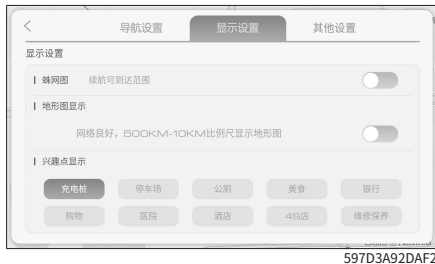 导航设置 显示设置 其他设置
显示设置
蛛网图 续航可到达范围
地形图显示
网络良好，500KM-10KM比例尺显示地形图
兴趣点显示
充电桩 停车场 公厕 美食 银行
购物 医院 酒店 4S店 维修保养
597D3A92DAF2